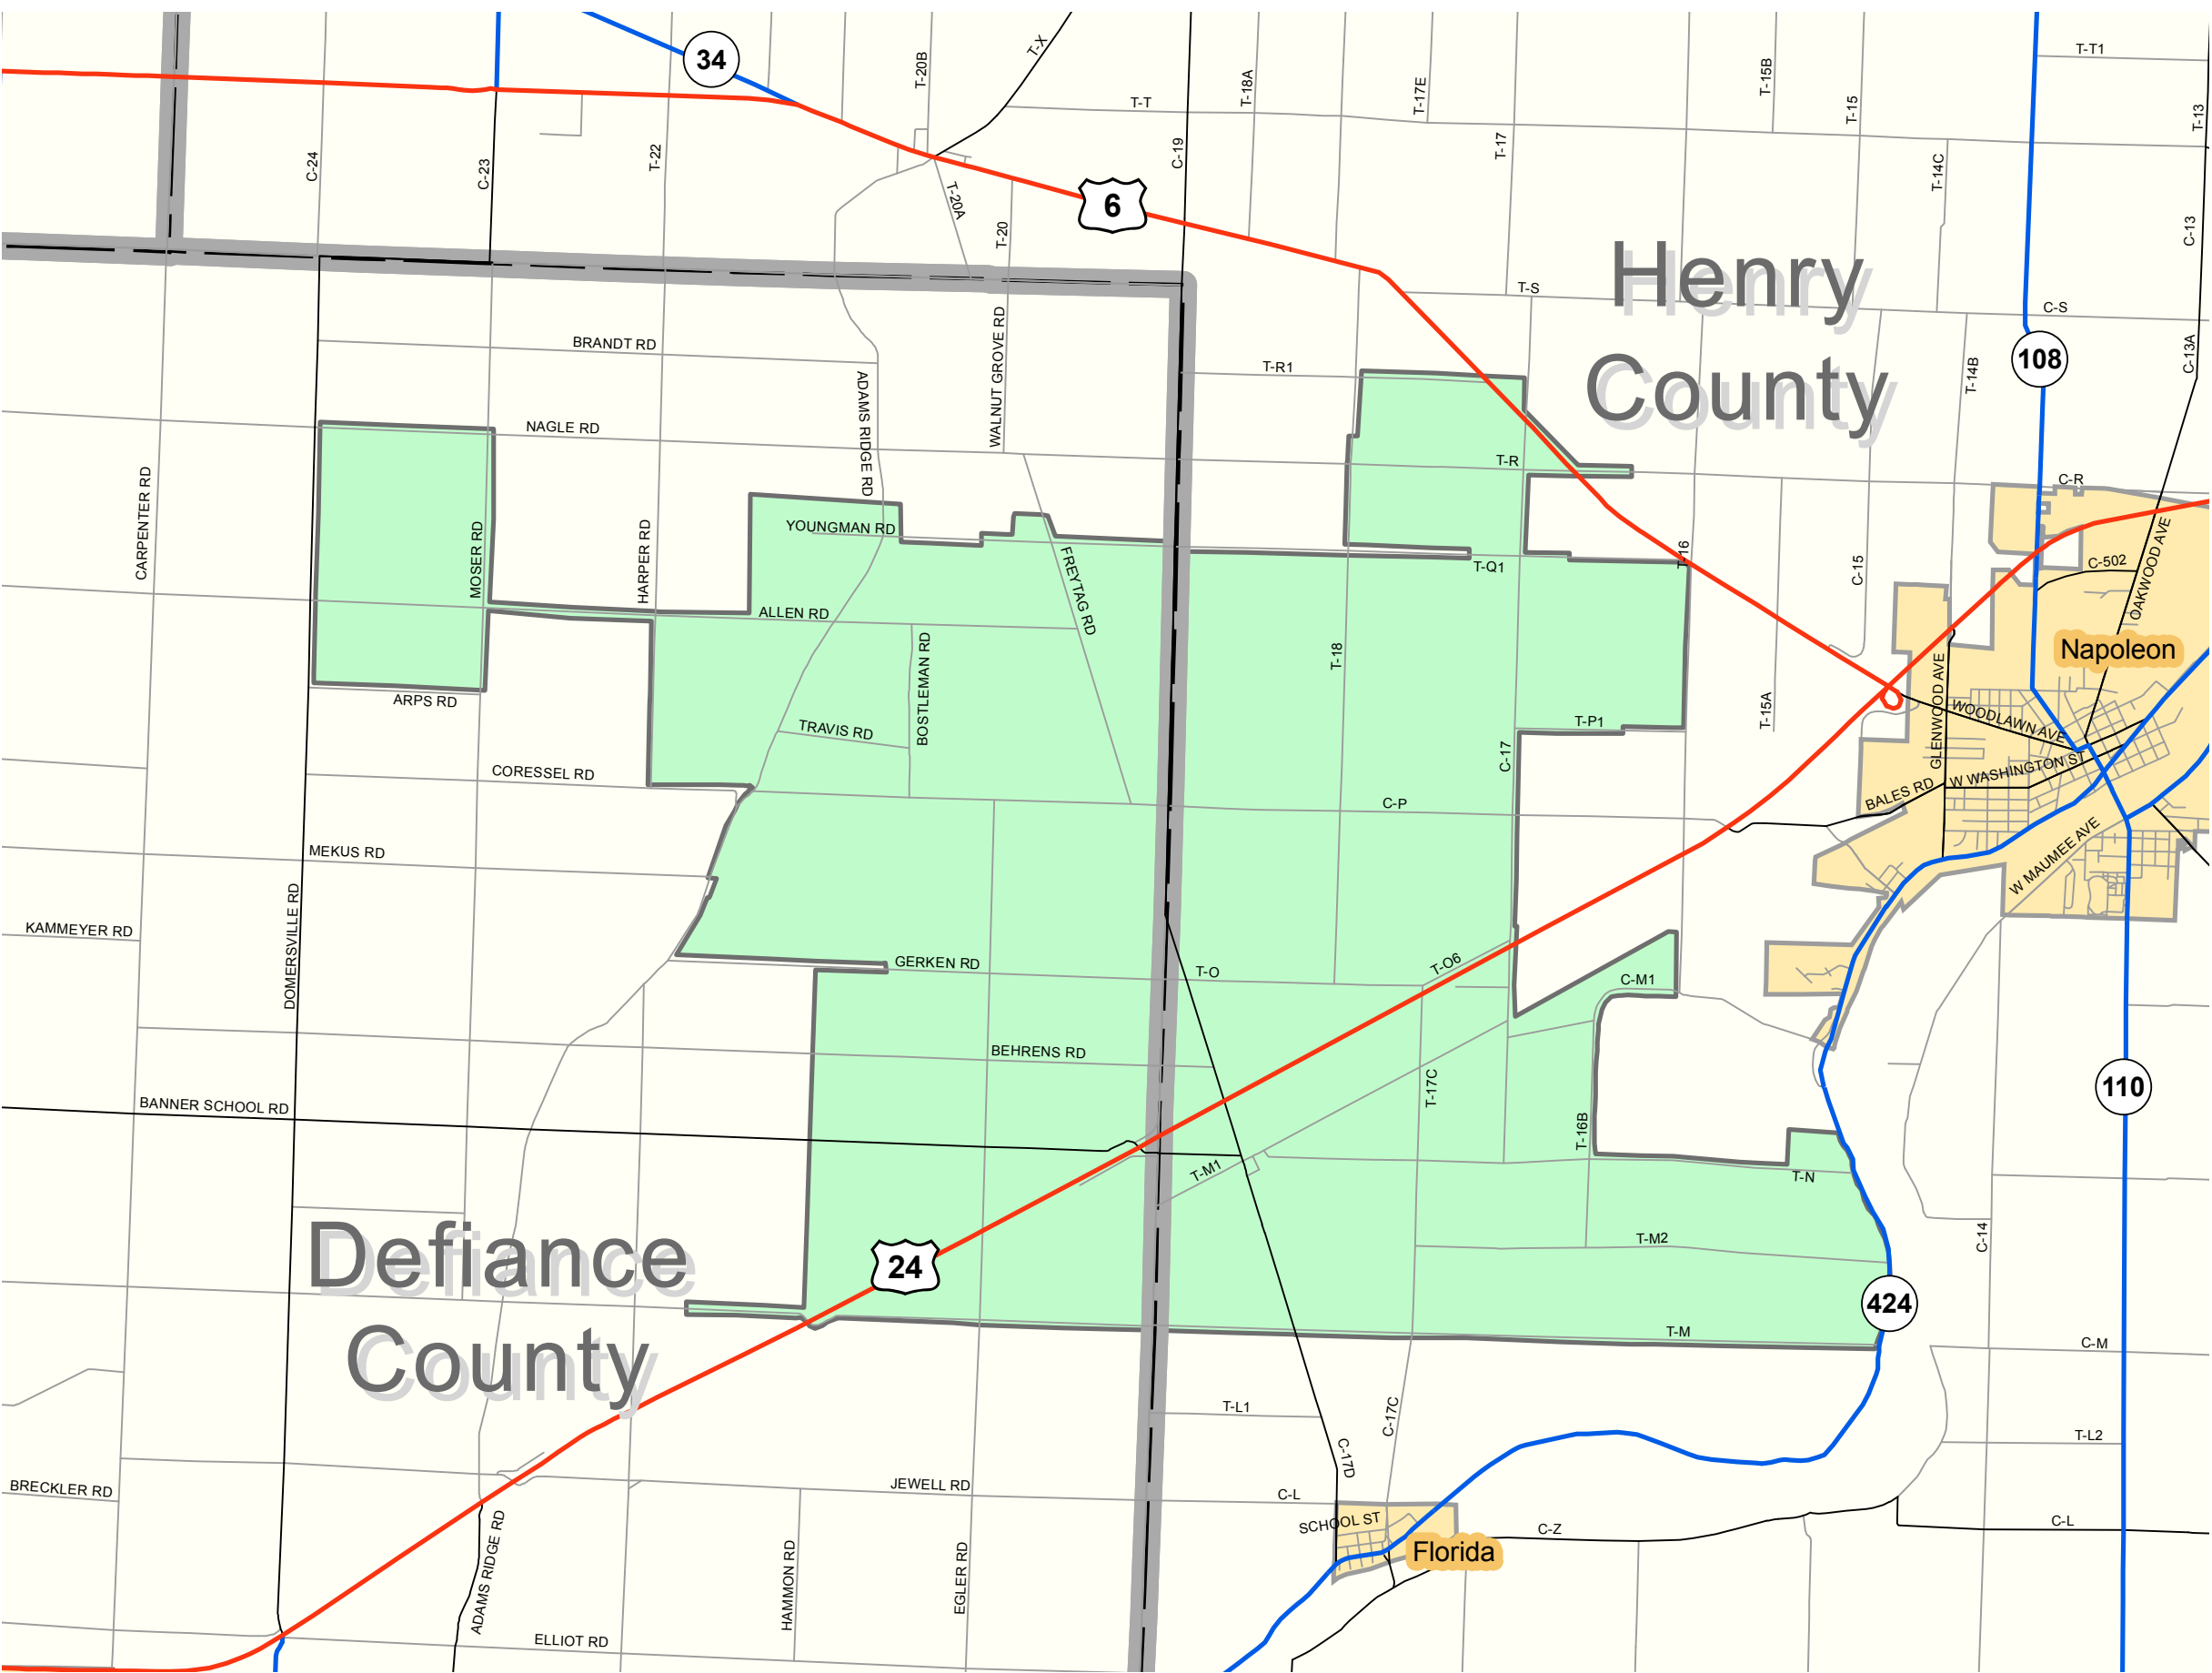 T-T1
34
T-X
T-20B
T-18A
T-17E
T-15B
T-15
T-T
T-13
C-24
C-23
T-22
C-19
T-17
T-14C
T-20A
6
T-20
C-13
Henry
County
T-S
C-S
BRANDT RD
WALNUT GROVE RD
T-R1
108
C-13A
T-14B
ADAMS RIDGE RD
NAGLE RD
T-R
C-R
CARPENTER RD
MOSER RD
HARPER RD
YOUNGMAN RD
FREYTAG RD
T-Q1
T-16
C-15
C-502
OAKWOOD AVE
ALLEN RD
BOSTLEMAN RD
T-18
Napoleon
ARPS RD
TRAVIS RD
C-17
T-P1
T-15A
GLENWOOD AVE
WOODLAWN AVE
CORESSEL RD
W WASHINGTON ST
BALES RD
C-P
MEKUS RD
W MAUMEE AVE
DOMERSVILLE RD
KAMMEYER RD
GERKEN RD
T-O
T-O6
C-M1
BEHRENS RD
T-17C
110
BANNER SCHOOL RD
T-16B
T-M1
T-N
Defiance
County
24
T-M2
C-14
424
T-M
C-M
T-L1
C-17C
T-L2
C-17D
BRECKLER RD
JEWELL RD
C-L
SCHOOL ST
C-Z
C-L
Florida
ADAMS RIDGE RD
HAMMON RD
EGLER RD
ELLIOT RD